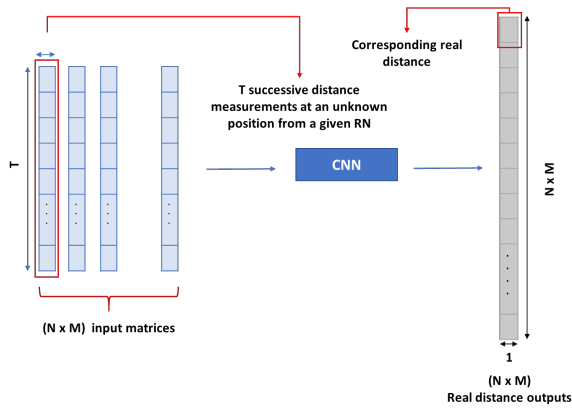 Corresponding real
distance
T successive distance
measurements at an unknown
position from a given RN
T
CNN
N x M
(N x M) input matrices
1
(N x M)
Real distance outputs